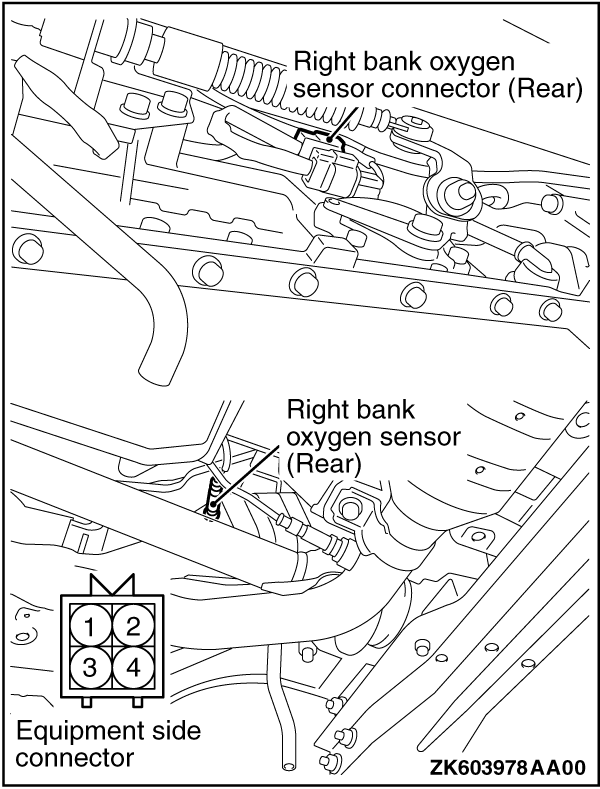 Right bank oxygen
sensor connector (Rear)
Right bank
oxygen sensor
(Rear)
1 2
3 4
Equipment side
connector
ZK603978AA00